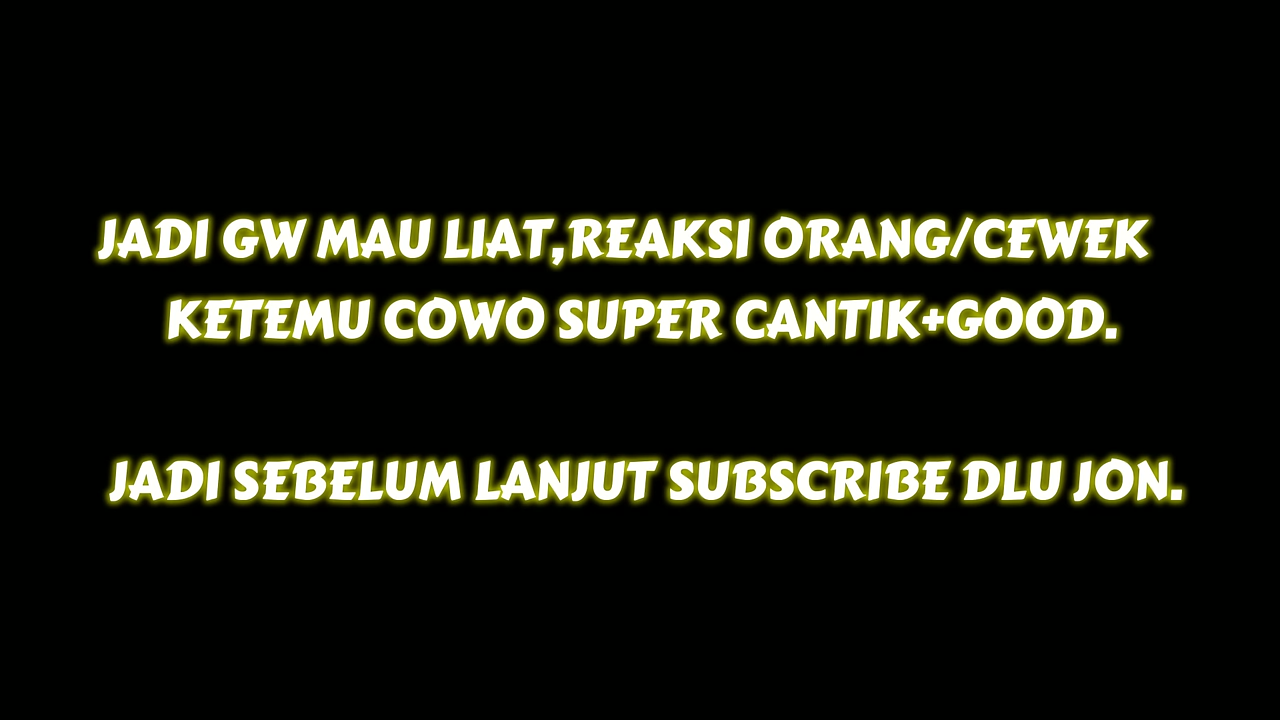 JADI GW MAU LIAT,REAKSI ORANG/CEWEK
KETEMU COWO SUPER CANTIK+GOOD.
JADI SEBELUM LANJUT SUBSCRIBE DLU JON.